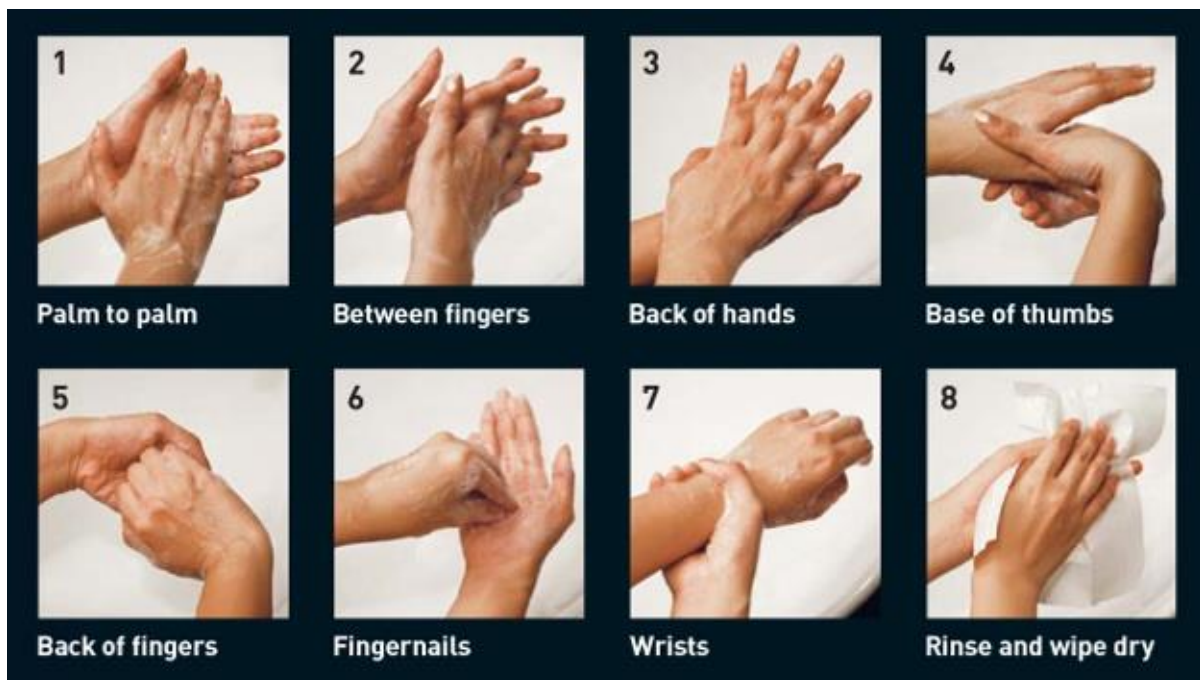 1
2
3
4
Palm to palm
Between fingers
Back of hands
Base of thumbs
5
6
7
8
Back of fingers
Fingernails
Wrists
Rinse and wipe dry